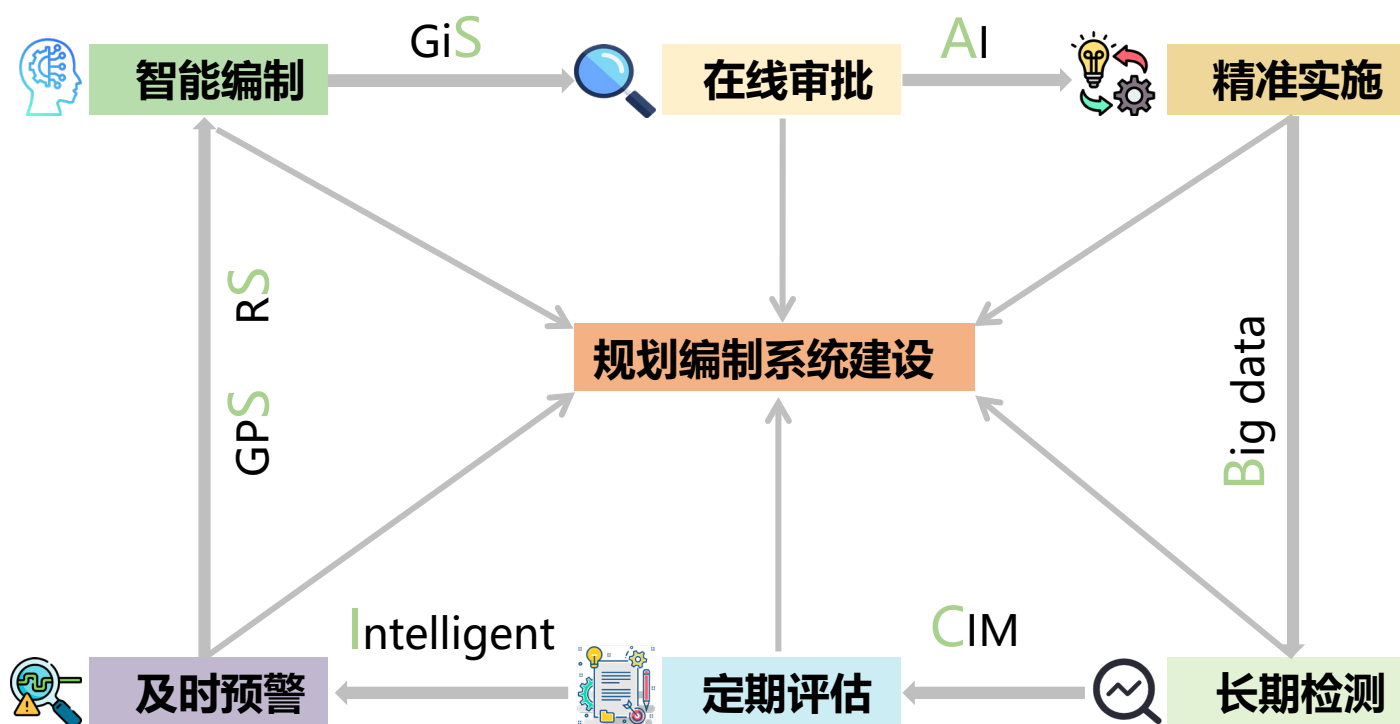 GiS
AI
智能编制
在线审批
精准实施
RS
GPS
规划编制系统建设
Big data
Intelligent
CIM
及时预警
定期评估
长期检测